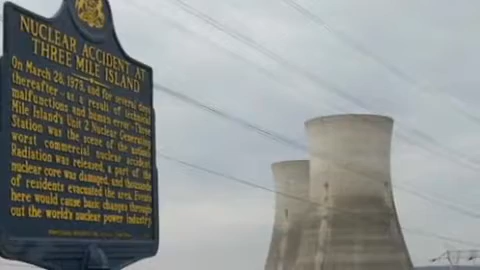 NUCLEAR ACCIDENT AT
THREE MILE ISLAND
On March 28, 1979, and for several days
thereafter—as a result of technical
malfunctions and human error—Three
Mile Island's Unit 2 Nuclear Generating
Station was the scene of the nation's
worst commercial nuclear accident.
Radiation was released, a part of the
nuclear core was damaged, and thousands
of residents evacuated the area. Events
here would cause basic changes through-
out the world's nuclear power industry.